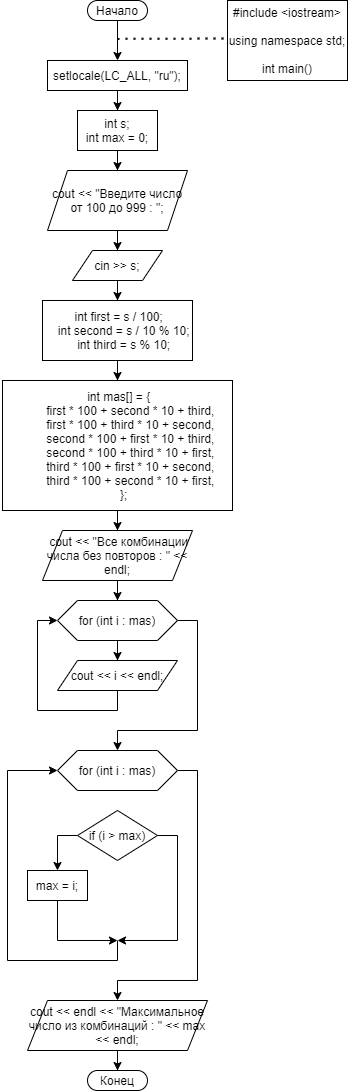 Начало
#include <iostream>
using namespace std;
int main()
setlocale(LC_ALL, "ru");
int s;
int max = 0;
cout << "Введите число
от 100 до 999 : ";
cin >> s;
int first = s / 100;
int second = s / 10 % 10;
int third = s % 10;
int mas[] = {
first * 100 + second * 10 + third,
first * 100 + third * 10 + second,
second * 100 + first * 10 + third,
second * 100 + third * 10 + first,
third * 100 + first * 10 + second,
third * 100 + second * 10 + first,
};
cout << "Все комбинации
числа без повторов : " <<
endl;
for (int i : mas)
cout << i << endl;
for (int i : mas)
if (i > max)
max = i;
cout << endl << "Максимальное
число из комбинаций : " << max
<< endl;
Конец